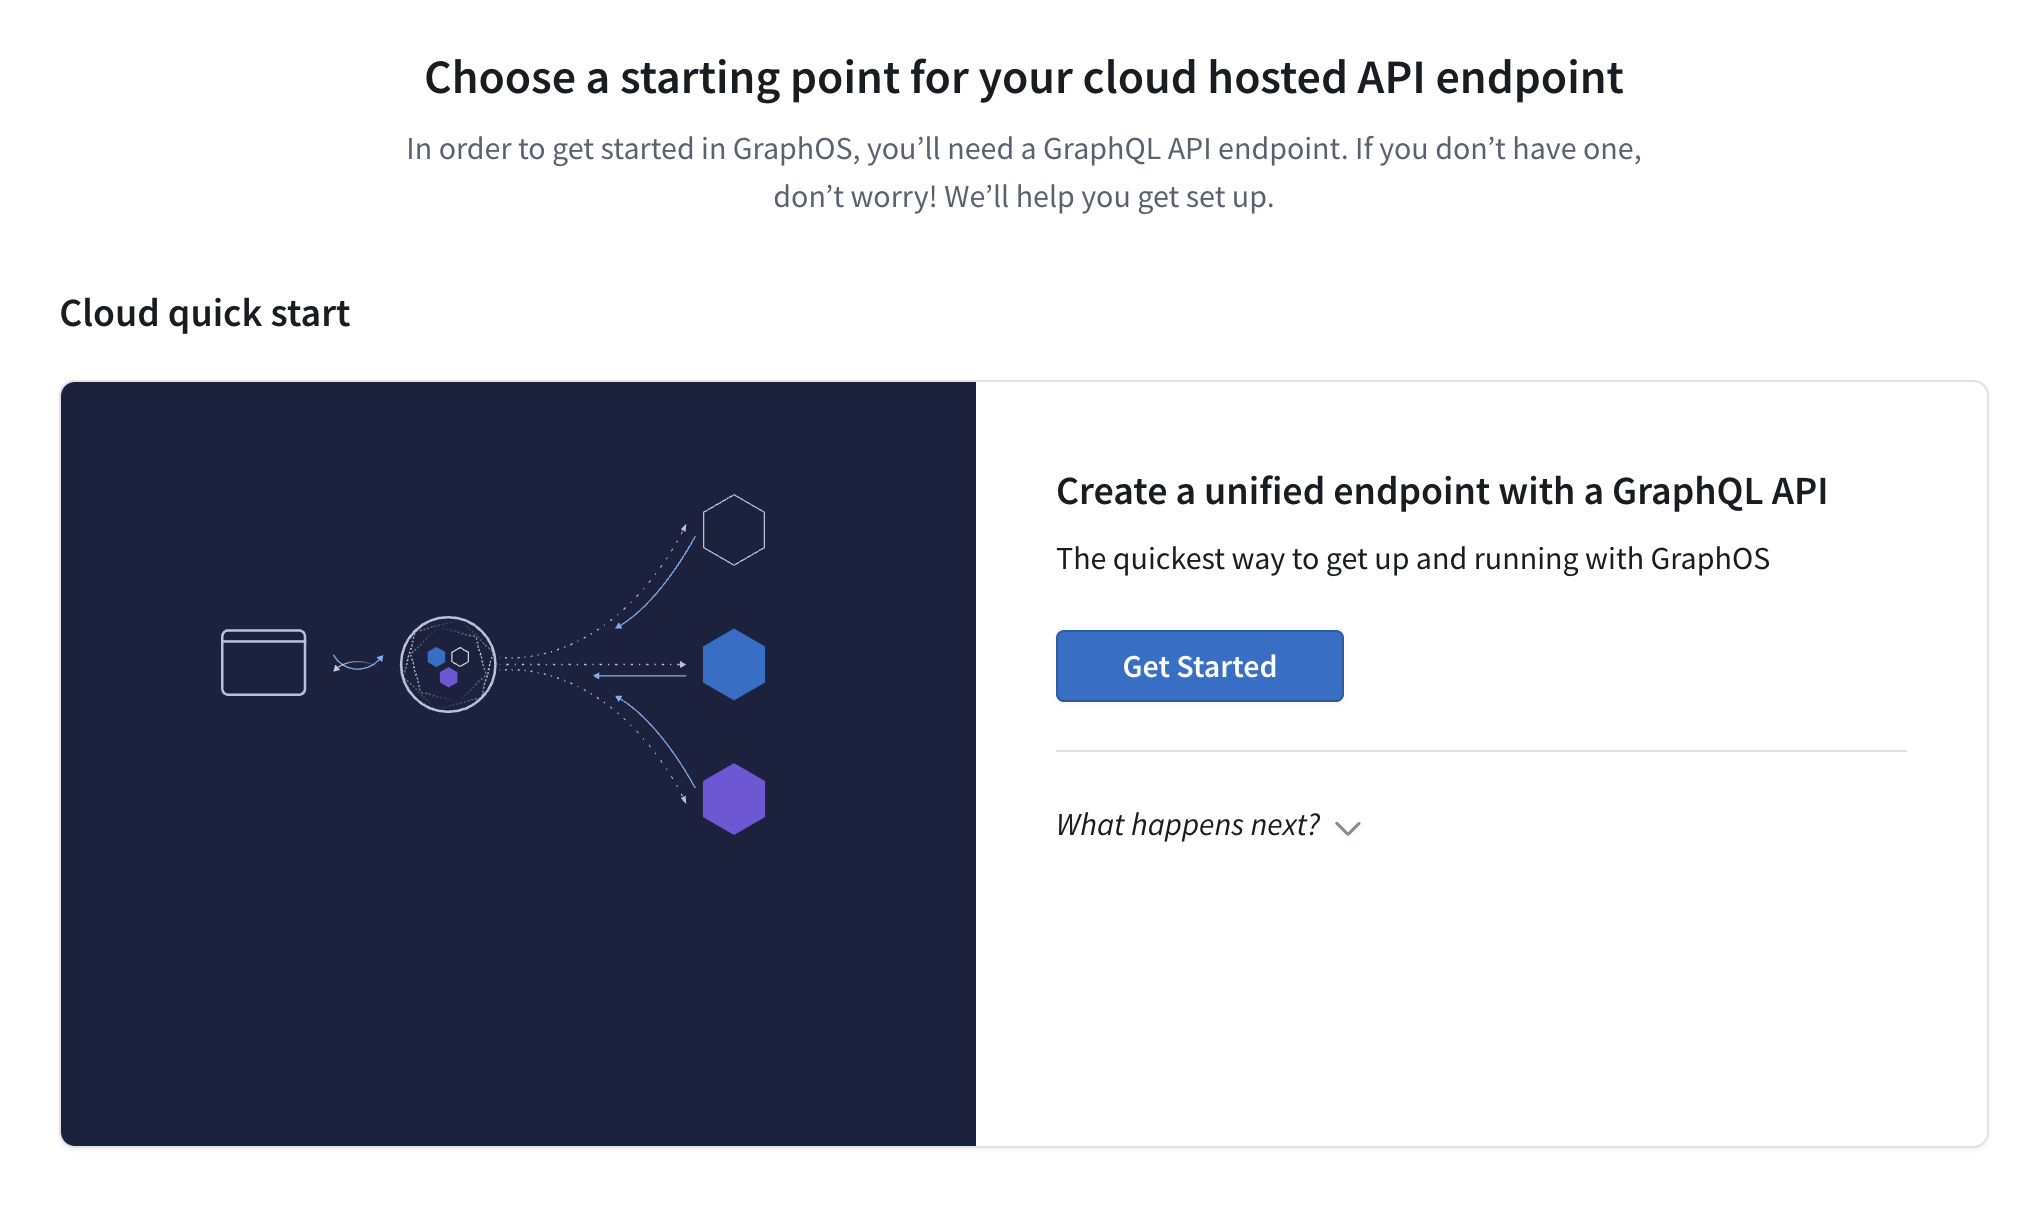 Choose a starting point for your cloud hosted API endpoint
In order to get started in GraphOS, you’ll need a GraphQL API endpoint. If you don’t have one,
don’t worry! We’ll help you get set up.
Cloud quick start
Create a unified endpoint with a GraphQL API
The quickest way to get up and running with GraphOS
Get Started
What happens next?